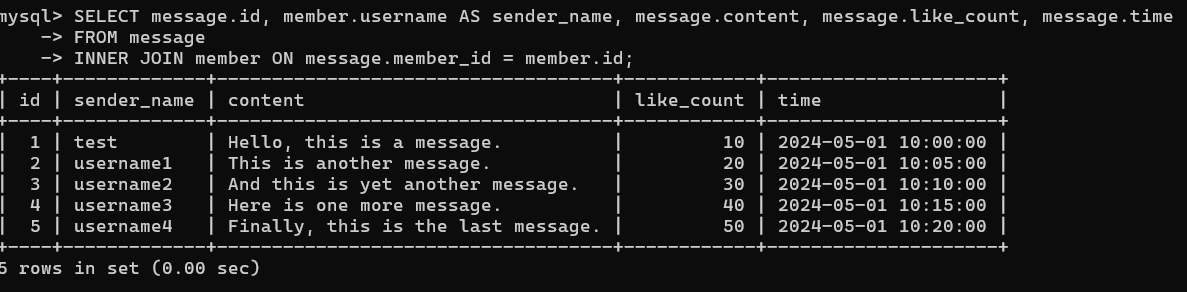 mysql> SELECT message.id, member.username AS sender_name, message.content, message.like_count, message.time
    -> FROM message
    -> INNER JOIN member ON message.member_id = member.id;
+----+-------------+-------------------------------------+------------+---------------------+
| id | sender_name | content                             | like_count | time                |
+----+-------------+-------------------------------------+------------+---------------------+
|  1 | test        | Hello, this is a message.           |         10 | 2024-05-01 10:00:00 |
|  2 | username1   | This is another message.            |         20 | 2024-05-01 10:05:00 |
|  3 | username2   | And this is yet another message.    |         30 | 2024-05-01 10:10:00 |
|  4 | username3   | Here is one more message.           |         40 | 2024-05-01 10:15:00 |
|  5 | username4   | Finally, this is the last message. |         50 | 2024-05-01 10:20:00 |
+----+-------------+-------------------------------------+------------+---------------------+
5 rows in set (0.00 sec)